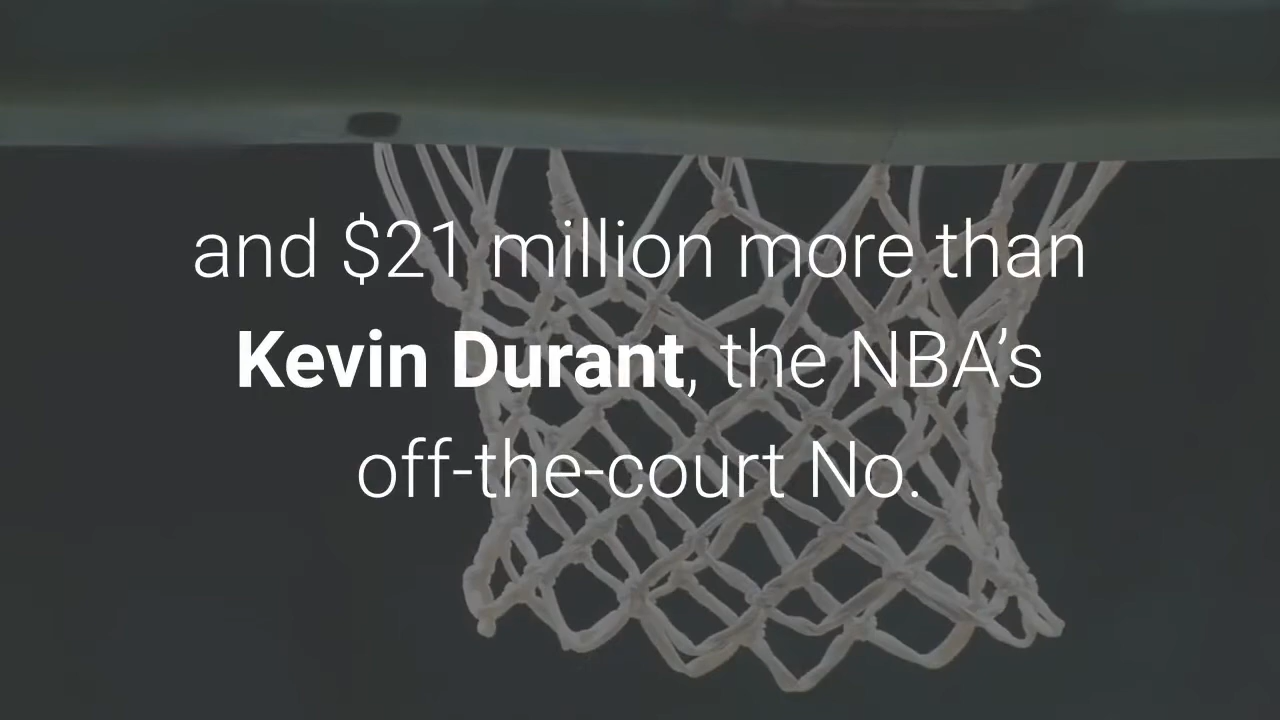 and $21 million more than
Kevin Durant, the NBA’s
off-the-court No.